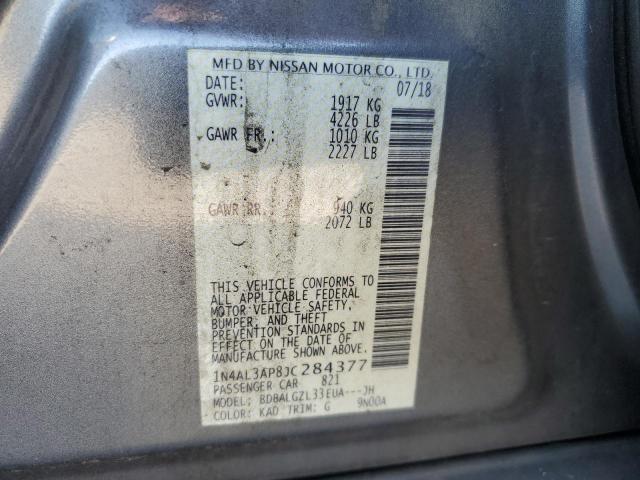 MFD BY NISSAN MOTOR CO., LTD.
DATE: 07/18
GVWR: 1917 KG
4226 LB
GAWR FR.: 1010 KG
2227 LB
GAWR RR.: 940 KG
2072 LB
THIS VEHICLE CONFORMS TO
ALL APPLICABLE FEDERAL
MOTOR VEHICLE SAFETY,
BUMPER, AND THEFT
PREVENTION STANDARDS IN
EFFECT ON THE DATE OF
MANUFACTURE SHOWN ABOVE.
1N4AL3AP8JC284377
PASSENGER CAR 821
MODEL: BDBALGZL33EUA---JH
COLOR: KAD TRIM: G 9N00A